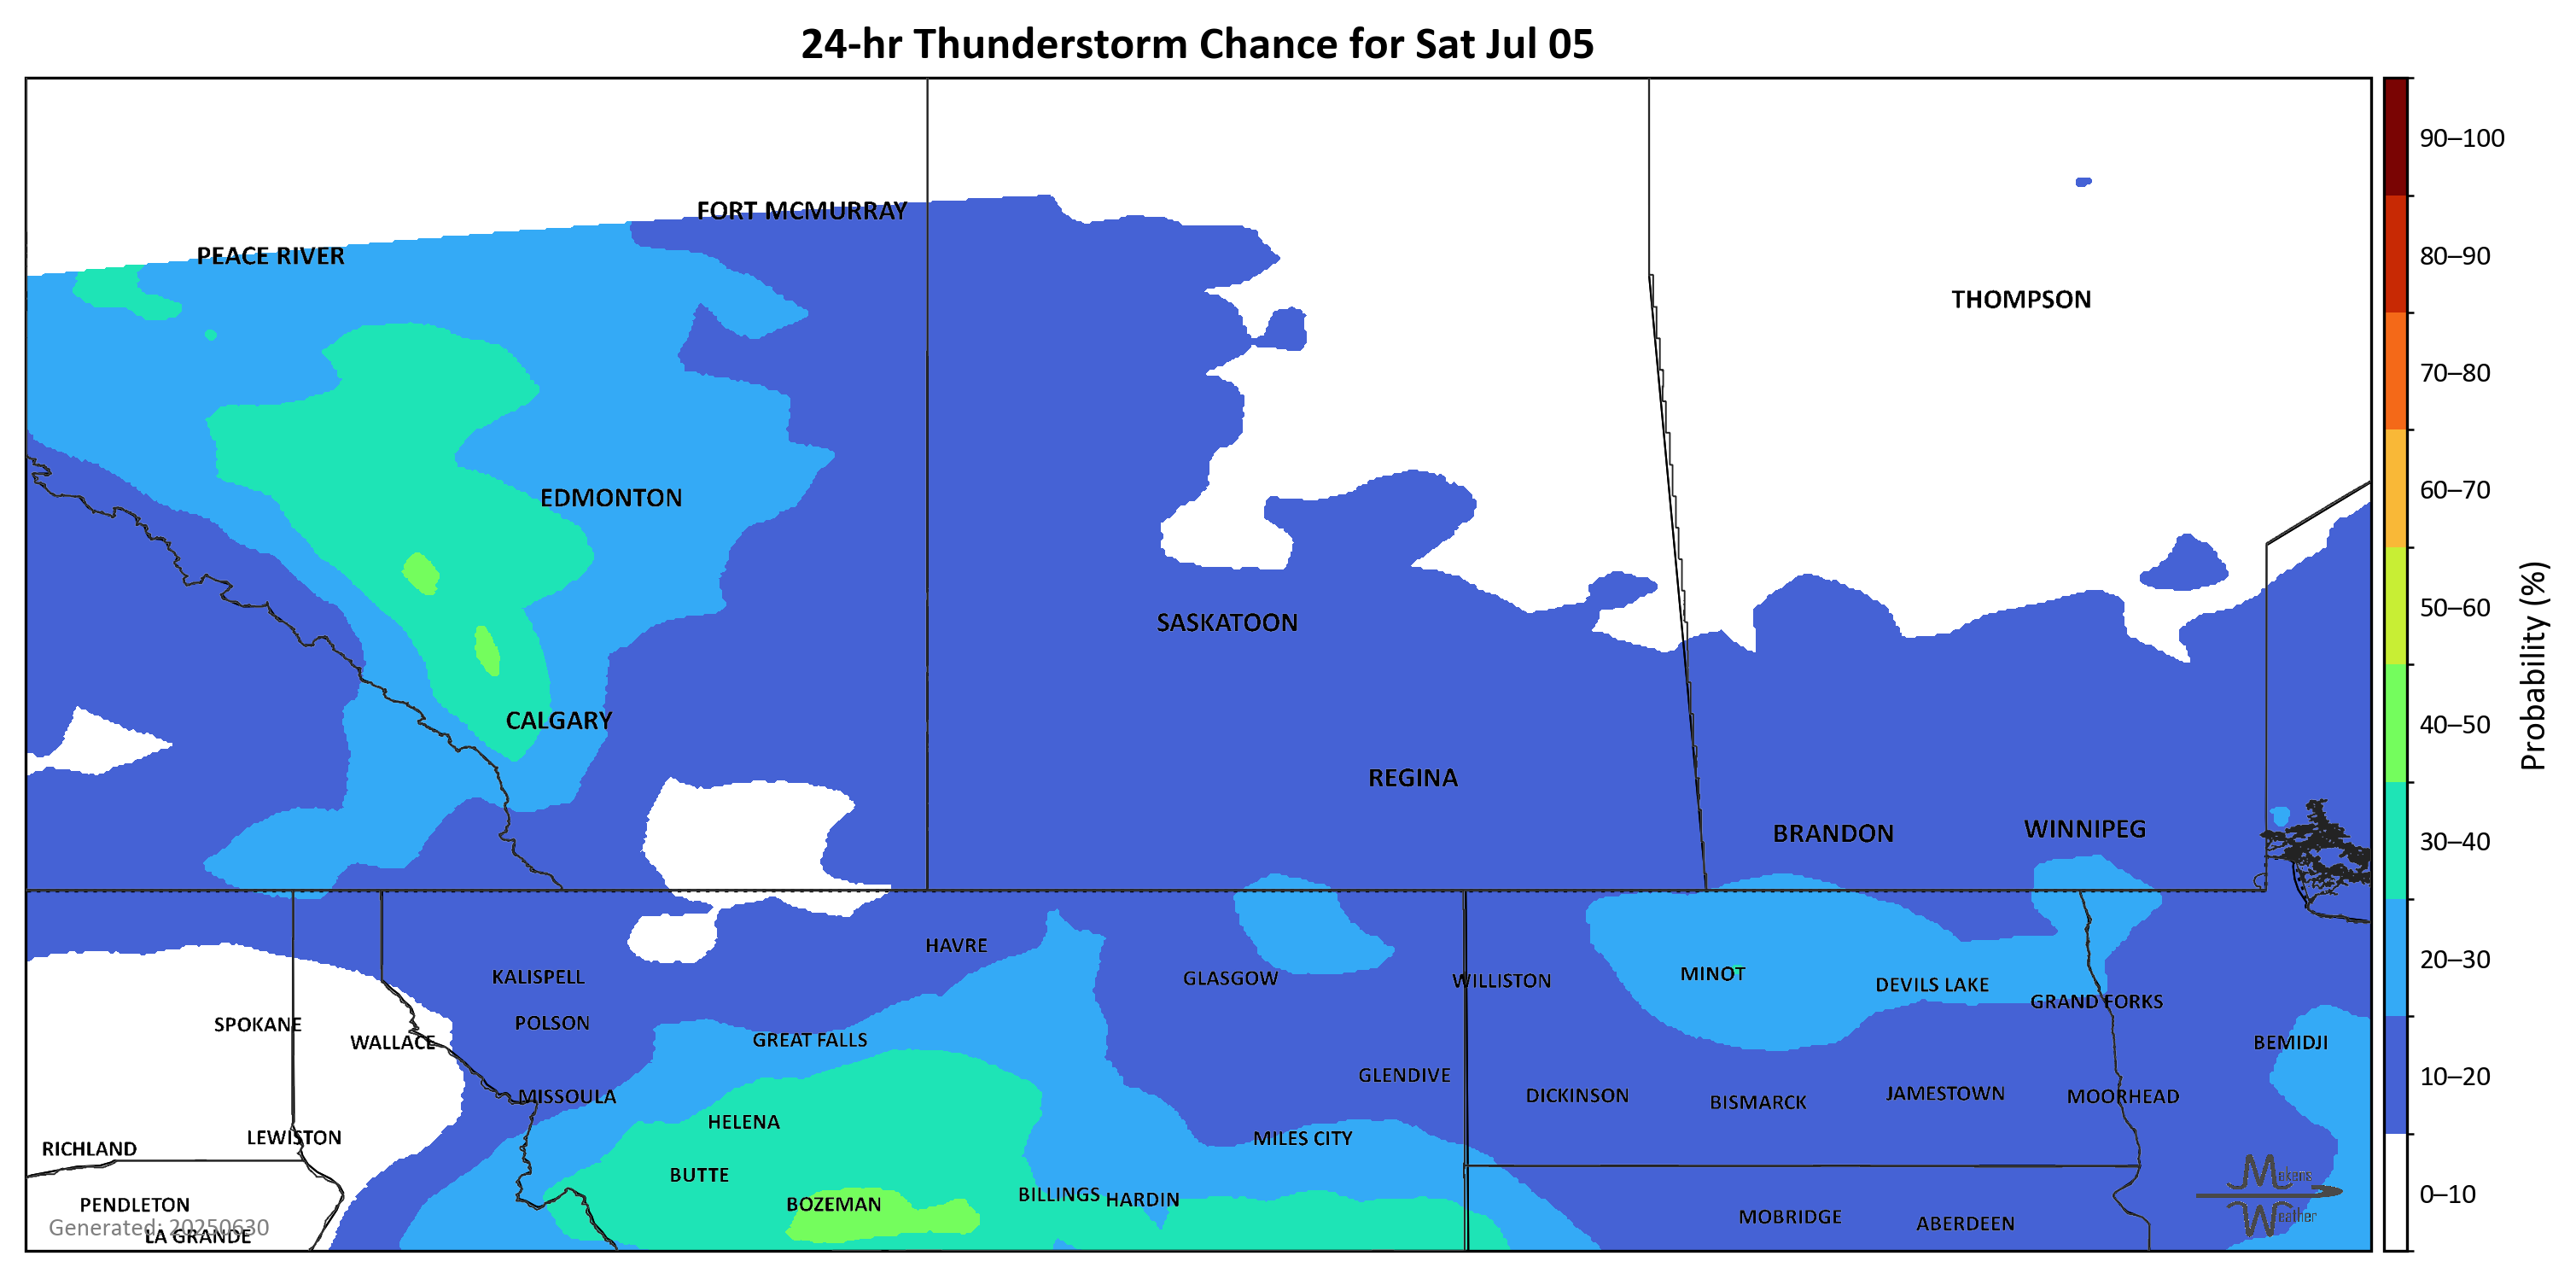 24-hr Thunderstorm Chance for Sat Jul 05
90–100
FORT MCMURRAY
PEACE RIVER
80–90
THOMPSON
70–80
EDMONTON
60–70
SASKATOON
50–60
CALGARY
40–50
REGINA
BRANDON
WINNIPEG
30–40
Probability (%)
HAVRE
KALISPELL
GLASGOW
WILLISTON
MINOT
DEVILS LAKE
20–30
GRAND FORKS
SPOKANE
POLSON
WALLACE
GREAT FALLS
BEMIDJI
GLENDIVE
10–20
MISSOULA
DICKINSON
BISMARCK
JAMESTOWN
MOORHEAD
HELENA
LEWISTON
MILES CITY
RICHLAND
BUTTE
Mekens
BILLINGS
HARDIN
0–10
PENDLETON
BOZEMAN
MOBRIDGE
ABERDEEN
Weather
Generated: 20250630
LA GRANDE